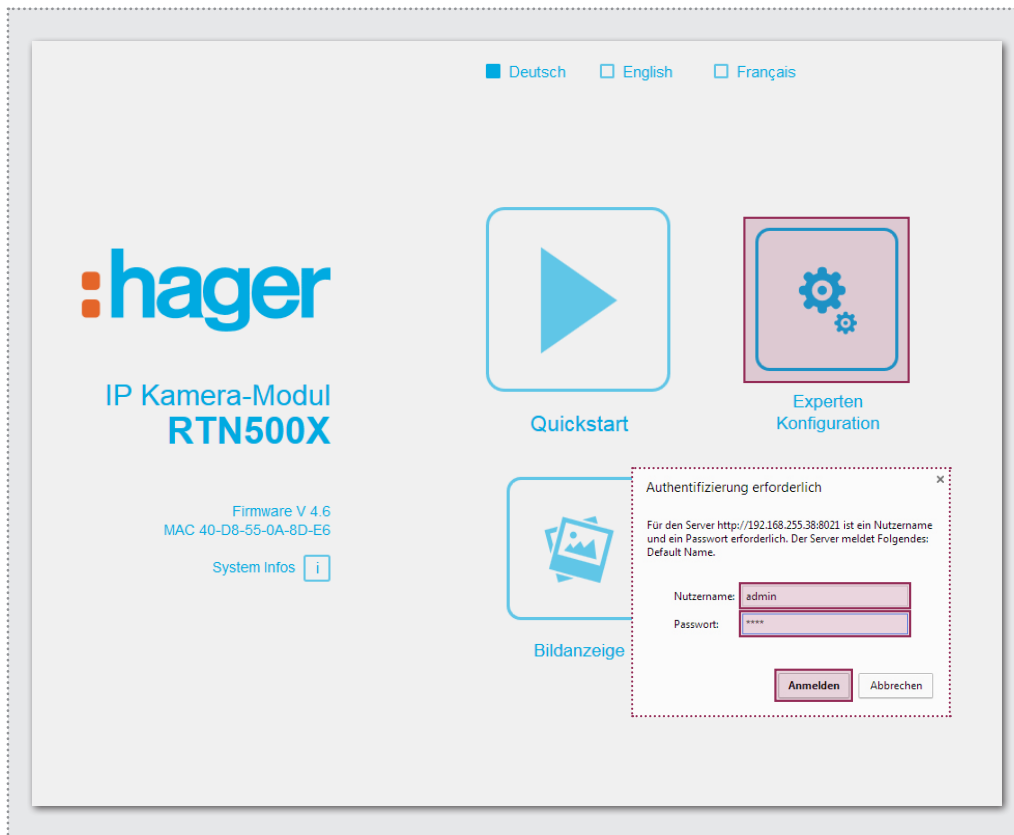 Deutsch English Français
:hager
IP Kamera-Modul
RTN500X
Firmware V 4.6
MAC 40-D8-55-0A-8D-E6
System Infos i
Quickstart
Experten
Konfiguration
Bildanzeige
Authentifizierung erforderlich ×
Für den Server http://192.168.255.38:8021 ist ein Nutzername
und ein Passwort erforderlich. Der Server meldet Folgendes:
Default Name.
Nutzername: admin
Passwort: ****
Anmelden Abbrechen